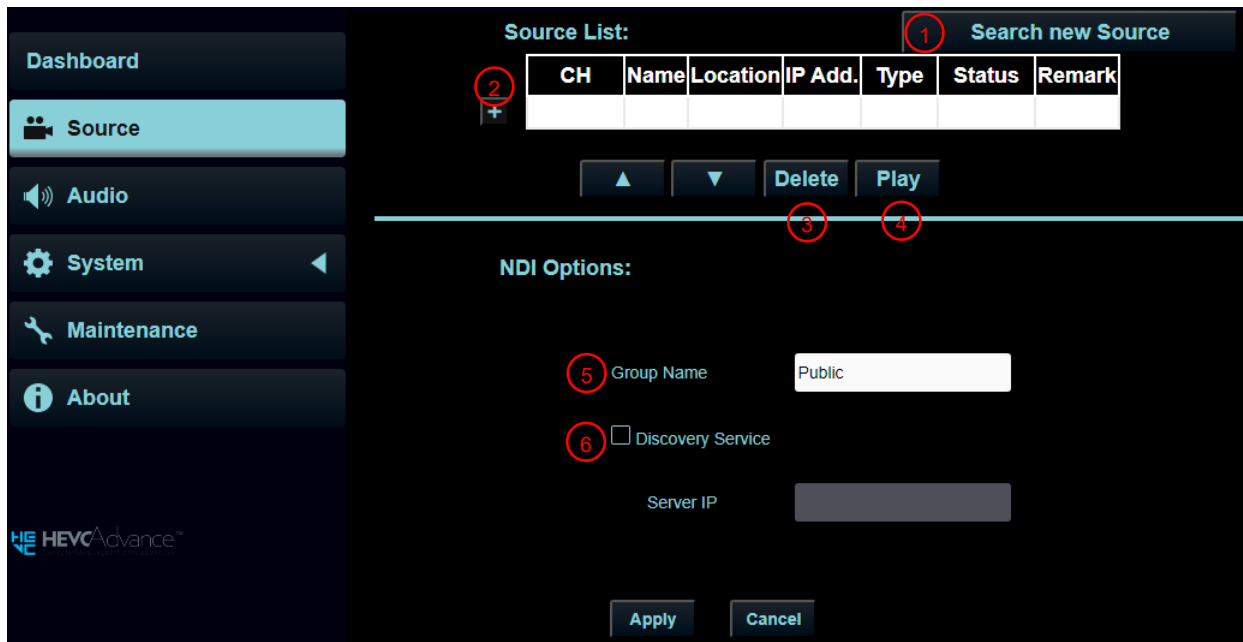 Dashboard
Source
Audio
System
Maintenance
About
HEVCAdvance™
Source List:
1 Search new Source
CH Name Location IP Add. Type Status Remark
2
+
▲ ▼ Delete Play
3 4
NDI Options:
5 Group Name Public
6 Discovery Service
Server IP
Apply Cancel